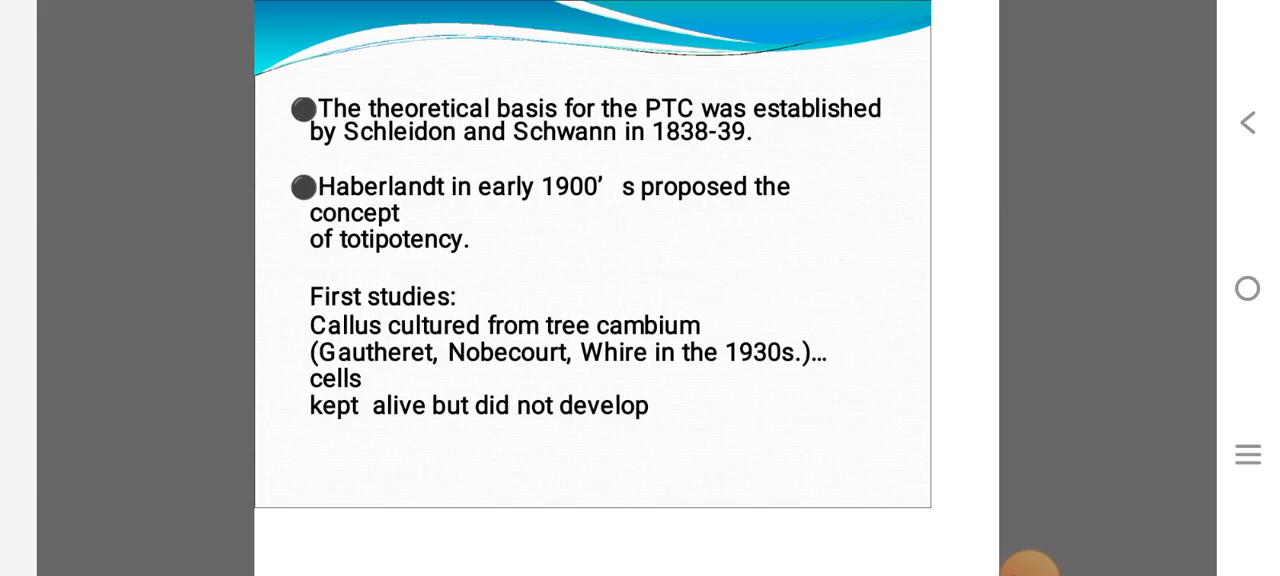 The theoretical basis for the PTC was established
by Schleidon and Schwann in 1838-39.
Haberlandt in early 1900’ s proposed the
concept
of totipotency.
First studies:
Callus cultured from tree cambium
(Gautheret, Nobecourt, Whire in the 1930s.)...
cells
kept alive but did not develop